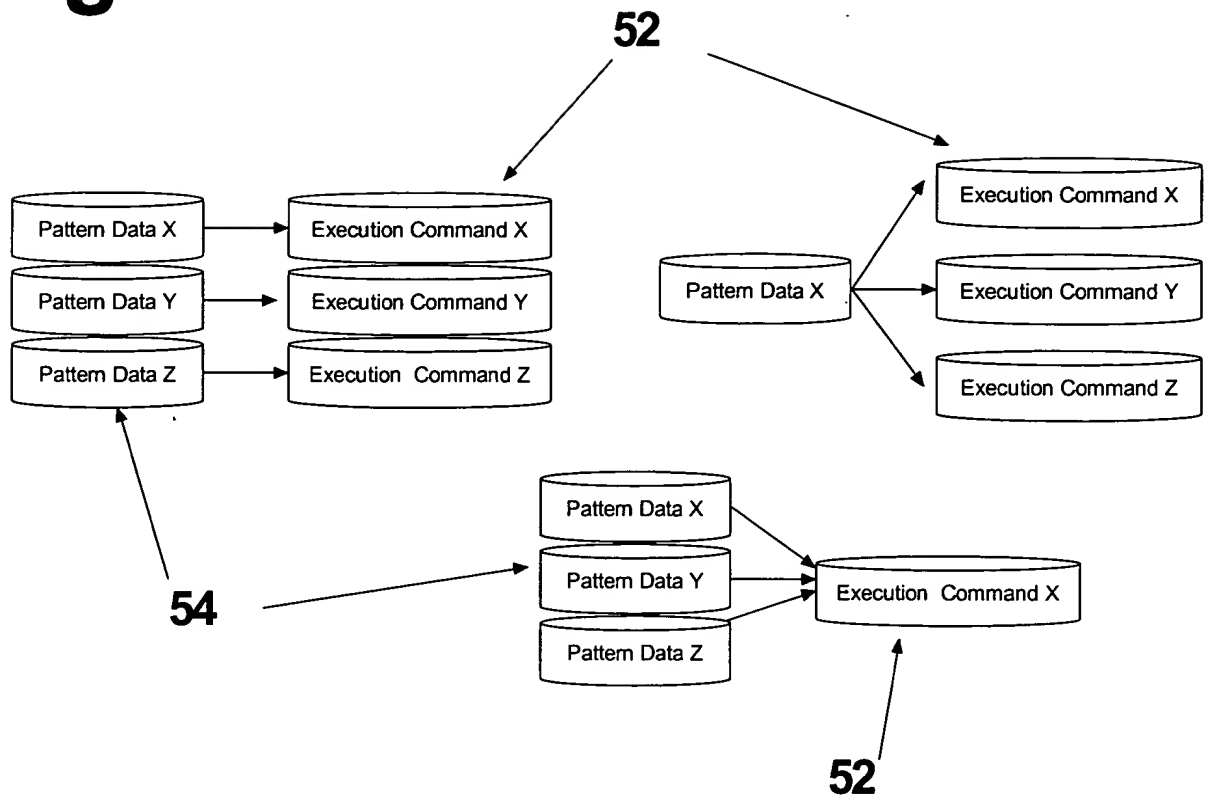 52
Pattern Data X
Execution Command X
Pattern Data Y
Execution Command Y
Pattern Data Z
Execution Command Z
Pattern Data X
Execution Command X
Execution Command Y
Execution Command Z
54
Pattern Data X
Pattern Data Y
Pattern Data Z
Execution Command X
52